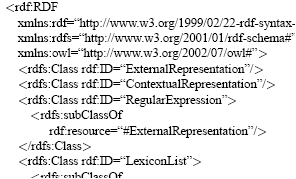 <rdf:RDF
xmlns:rdf=“http://www.w3.org/1999/02/22-rdf-syntax-
xmlns:rdfs=“http://www.w3.org/2001/01/rdf-schema#”
xmlns:owl=“http://www.w3.org/2002/07/owl#”>
<rdfs:Class rdf:ID=“ExternalRepresentation”/>
<rdfs:Class rdf:ID=“ContextualRepresentation”/>
<rdfs:Class rdf:ID=“RegularExpression”>
<rdfs:subClassOf
rdf:resource=“#ExternalRepresentation”/>
</rdfs:Class>
<rdfs:Class rdf:ID=“LexiconList”>
<rdfs:subClassOf